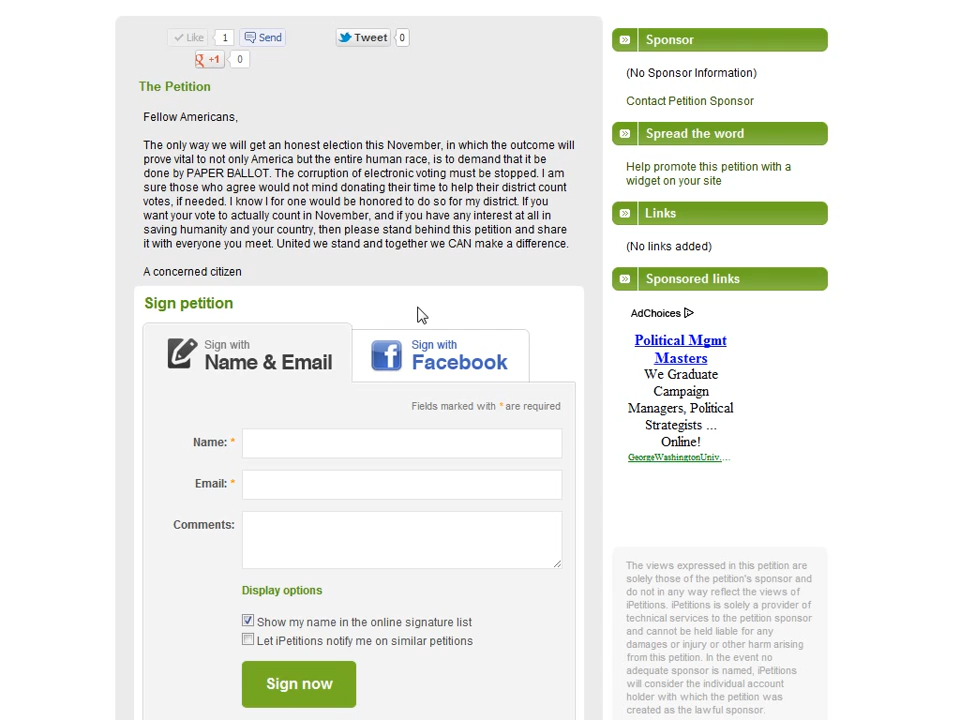 Like 1 Send Tweet 0
g +1 0
The Petition
Fellow Americans,
The only way we will get an honest election this November, in which the outcome will
prove vital to not only America but the entire human race, is to demand that it be
done by PAPER BALLOT. The corruption of electronic voting must be stopped. I am
sure those who agree would not mind donating their time to help their district count
votes, if needed. I know I for one would be honored to do so for my district. If you
want your vote to actually count in November, and if you have any interest at all in
saving humanity and your country, then please stand behind this petition and share
it with everyone you meet. United we stand and together we CAN make a difference.
A concerned citizen
Sign petition
Sign with
Name & Email
Sign with
Facebook
Fields marked with * are required
Name: *
Email: *
Comments:
Display options
Show my name in the online signature list
Let iPetitions notify me on similar petitions
Sign now
Sponsor
(No Sponsor Information)
Contact Petition Sponsor
Spread the word
Help promote this petition with a
widget on your site
Links
(No links added)
Sponsored links
AdChoices
Political Mgmt
Masters
We Graduate
Campaign
Managers, Political
Strategists ...
Online!
GeorgeWashingtonUniv....
The views expressed in this petition are
solely those of the petition's sponsor and
do not in any way reflect the views of
iPetitions. iPetitions is solely a provider of
technical services to the petition sponsor
and cannot be held liable for any
damages or injury or other harm arising
from this petition. In the event no
adequate sponsor is named, iPetitions
will consider the individual account
holder with which the petition was
created as the lawful sponsor.